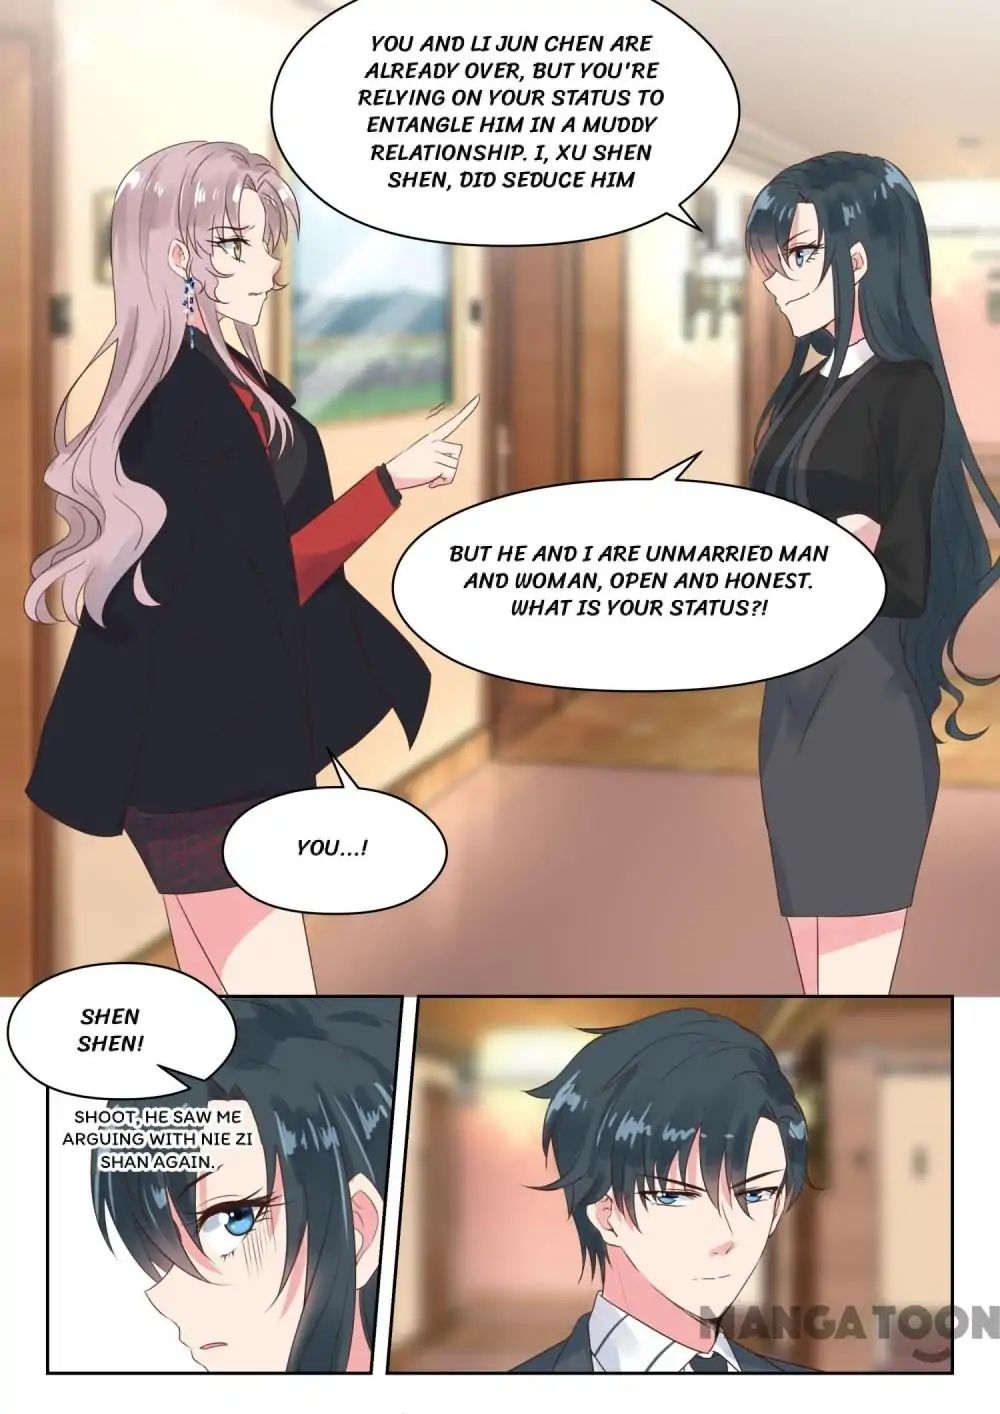 YOU AND LI JUN CHEN ARE
ALREADY OVER, BUT YOU'RE
RELYING ON YOUR STATUS TO
ENTANGLE HIM IN A MUDDY
RELATIONSHIP. I, XU SHEN
SHEN, DID SEDUCE HIM
BUT HE AND I ARE UNMARRIED MAN
AND WOMAN, OPEN AND HONEST.
WHAT IS YOUR STATUS?!
YOU...!
SHEN
SHEN!
SHOOT, HE SAW ME
ARGUING WITH NIE ZI
SHAN AGAIN.
MANGATOON